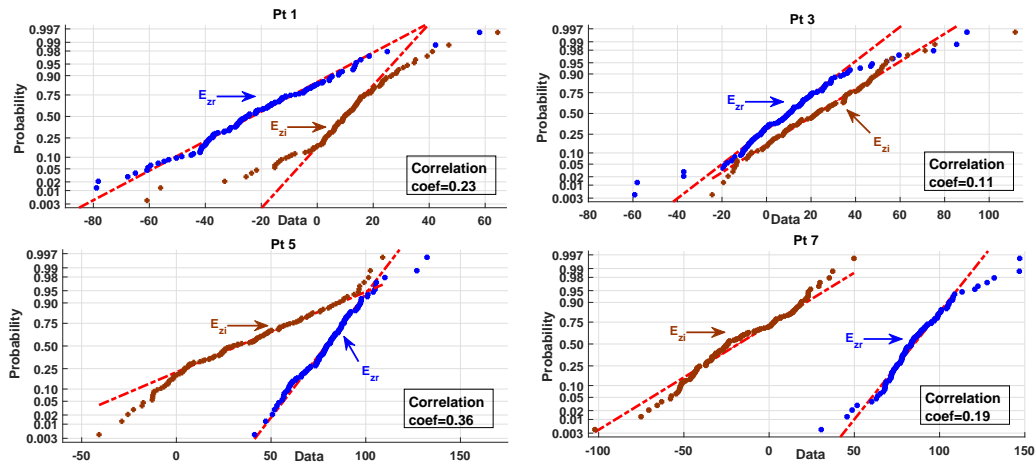 Pt 1
Probability
0.997
0.99
0.98
0.95
0.90
0.75
0.50
0.25
0.10
0.05
0.02
0.01
0.003
E_zr
E_zi
Correlation
coef=0.23
-80 -60 -40 -20 0 20 40 60
Data
Pt 3
Probability
0.997
0.99
0.98
0.95
0.90
0.75
0.50
0.25
0.10
0.05
0.02
0.01
0.003
E_zr
E_zi
Correlation
coef=0.11
-80 -60 -40 -20 0 20 40 60 80 100
Data
Pt 5
Probability
0.997
0.99
0.98
0.95
0.90
0.75
0.50
0.25
0.10
0.05
0.02
0.01
0.003
E_zi
E_zr
Correlation
coef=0.36
-50 0 50 100 150
Data
Pt 7
Probability
0.997
0.99
0.98
0.95
0.90
0.75
0.50
0.25
0.10
0.05
0.02
0.01
0.003
E_zi
E_zr
Correlation
coef=0.19
-100 -50 0 50 100 150
Data